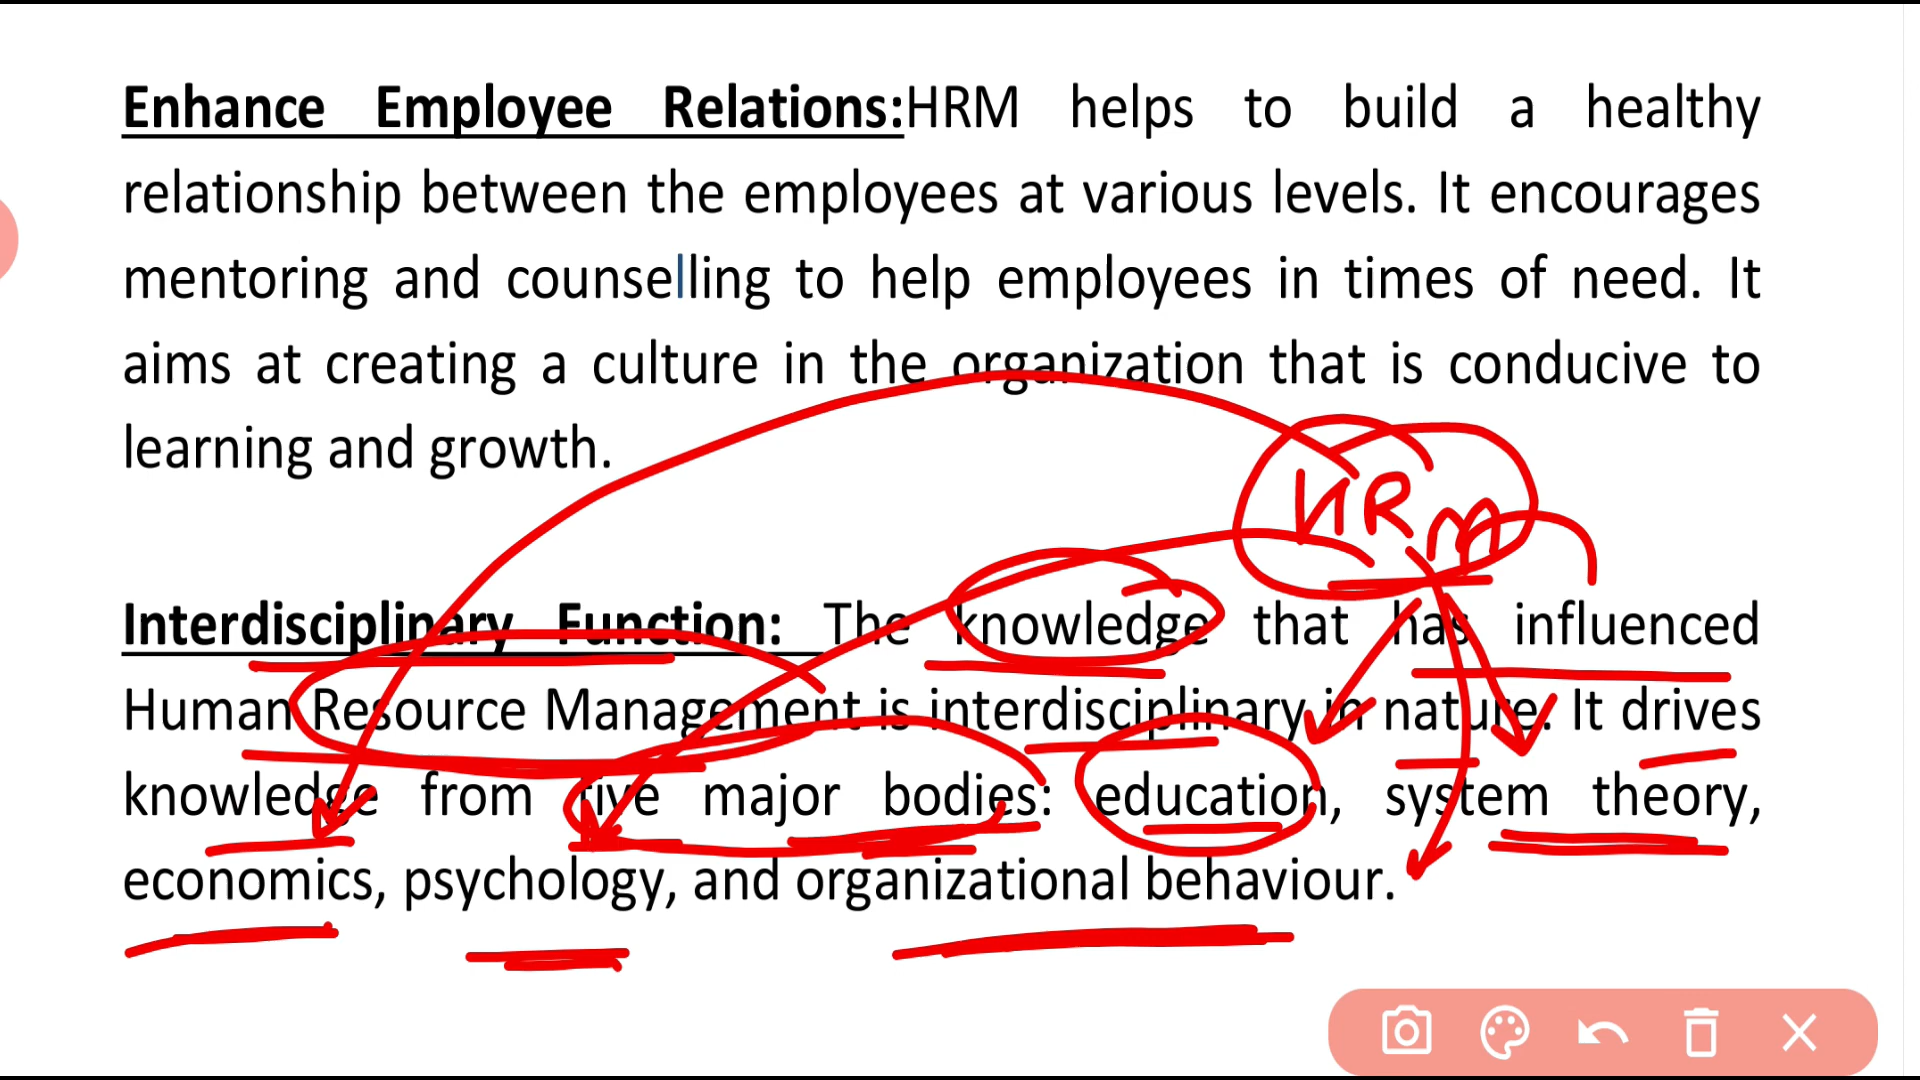 Enhance Employee Relations:HRM helps to build a healthy
relationship between the employees at various levels. It encourages
mentoring and counselling to help employees in times of need. It
aims at creating a culture in the organization that is conducive to
learning and growth.
HRM
Interdisciplinary Function: The knowledge that has influenced
Human Resource Management is interdisciplinary in nature. It drives
knowledge from five major bodies: education, system theory,
economics, psychology, and organizational behaviour.